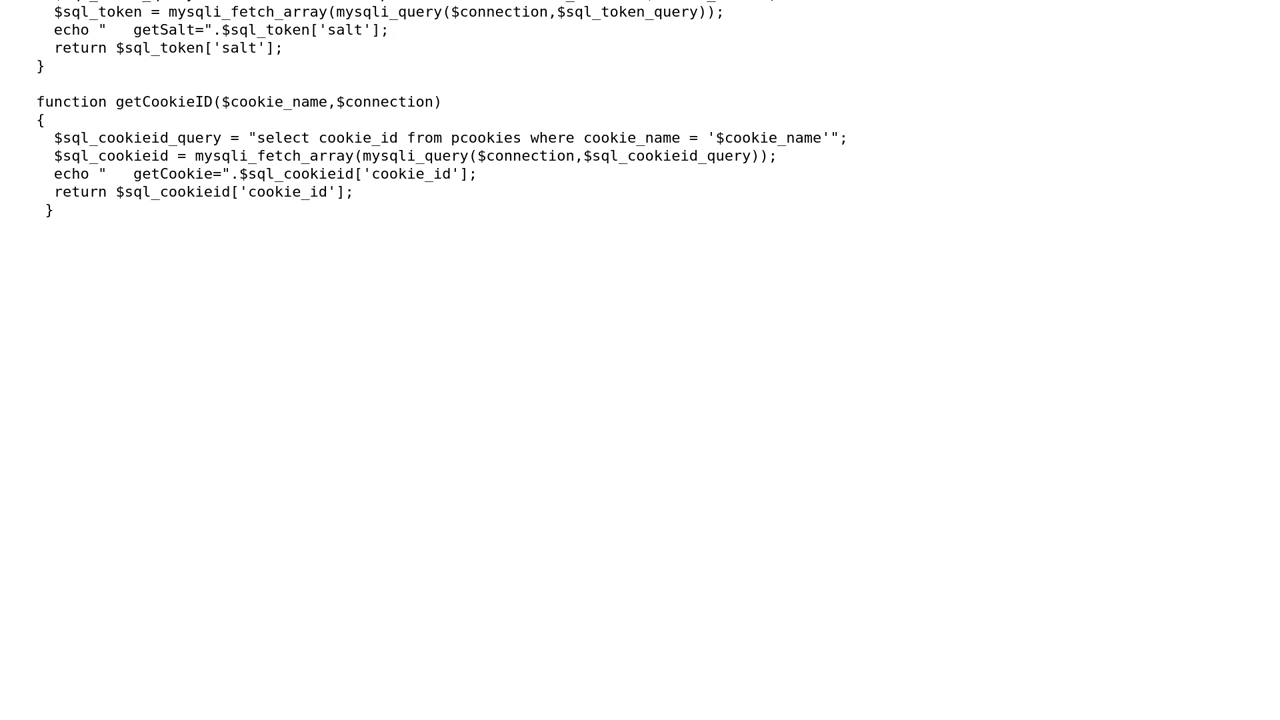 $sql_token = mysqli_fetch_array(mysqli_query($connection,$sql_token_query));
echo "   getSalt=".$sql_token['salt'];
return $sql_token['salt'];
}
function getCookieID($cookie_name,$connection)
{
$sql_cookieid_query = "select cookie_id from pcookies where cookie_name = '$cookie_name'";
$sql_cookieid = mysqli_fetch_array(mysqli_query($connection,$sql_cookieid_query));
echo "   getCookie=".$sql_cookieid['cookie_id'];
return $sql_cookieid['cookie_id'];
}